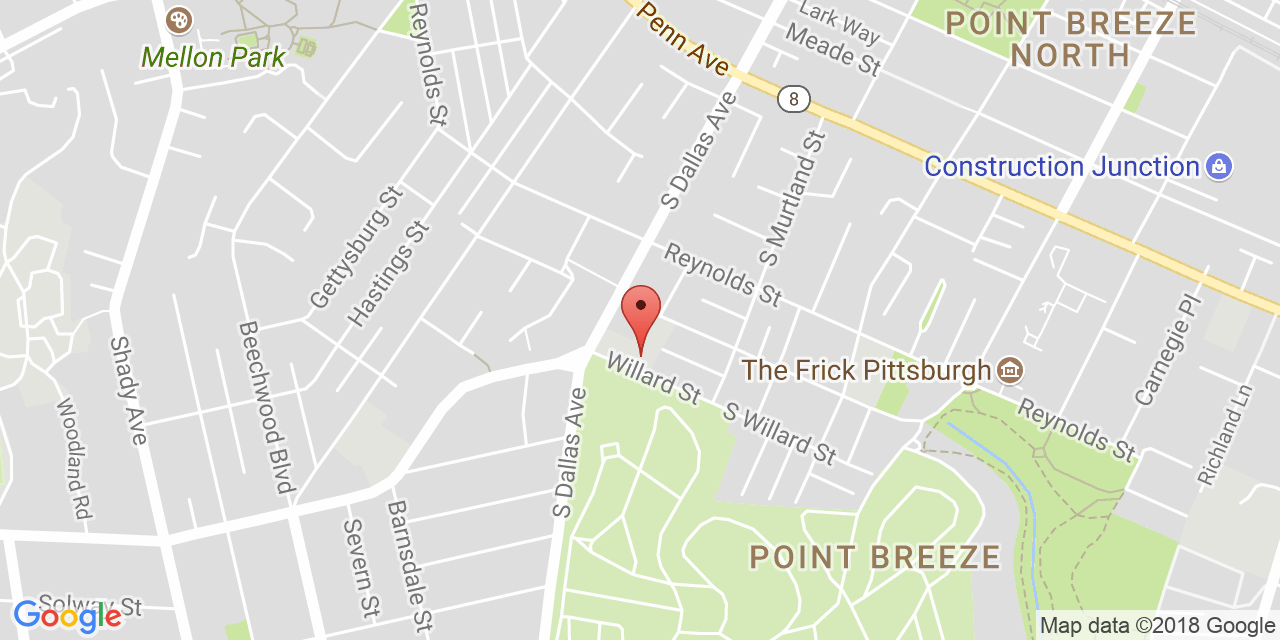 Mellon Park
Reynolds St
Penn Ave
Lark Way
Meade St
POINT BREEZE
NORTH
8
S Dallas Ave
Construction Junction
S Murtland St
Gettysburg St
Hastings St
Reynolds St
Shady Ave
Beechwood Blvd
Willard St
The Frick Pittsburgh
Carnegie Pl
Woodland Rd
S Dallas Ave
S Willard St
Reynolds St
Richland Ln
Severn St
Barnsdale St
POINT BREEZE
Solway St
Google
Map data ©2018 Google